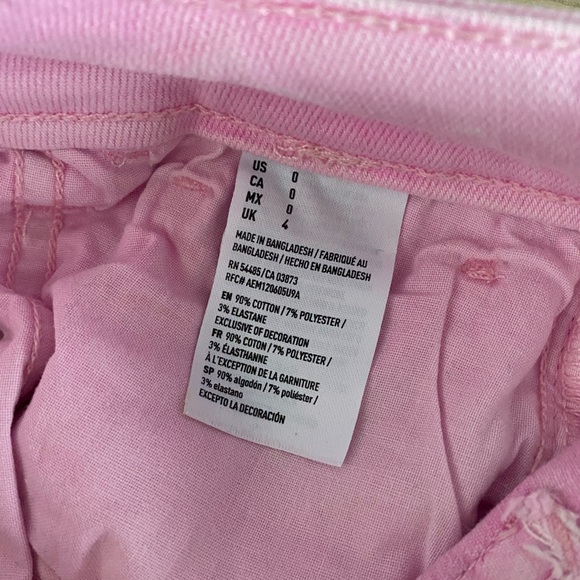 US 0
CA 0
MX 0
UK 4
MADE IN BANGLADESH / FABRIQUÉ AU
BANGLADESH / HECHO EN BANGLADESH
RN 54485/CA 03873
RFC# AEM120605U9A
EN 90% COTTON / 7% POLYESTER /
3% ELASTANE
EXCLUSIVE OF DECORATION
FR 90% COTON / 7% POLYESTER /
3% ÉLASTHANNE
À L'EXCEPTION DE LA GARNITURE
SP 90% algodón / 7% poliéster /
3% elastano
EXCEPTO LA DECORACIÓN